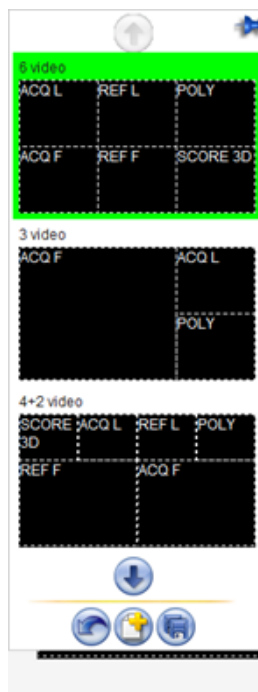 6 video
ACQ L REF L POLY
ACQ F REF F SCORE 3D
3 video
ACQ F ACQ L
POLY
4+2 video
SCORE 3D ACQ L REF L POLY
REF F ACQ F